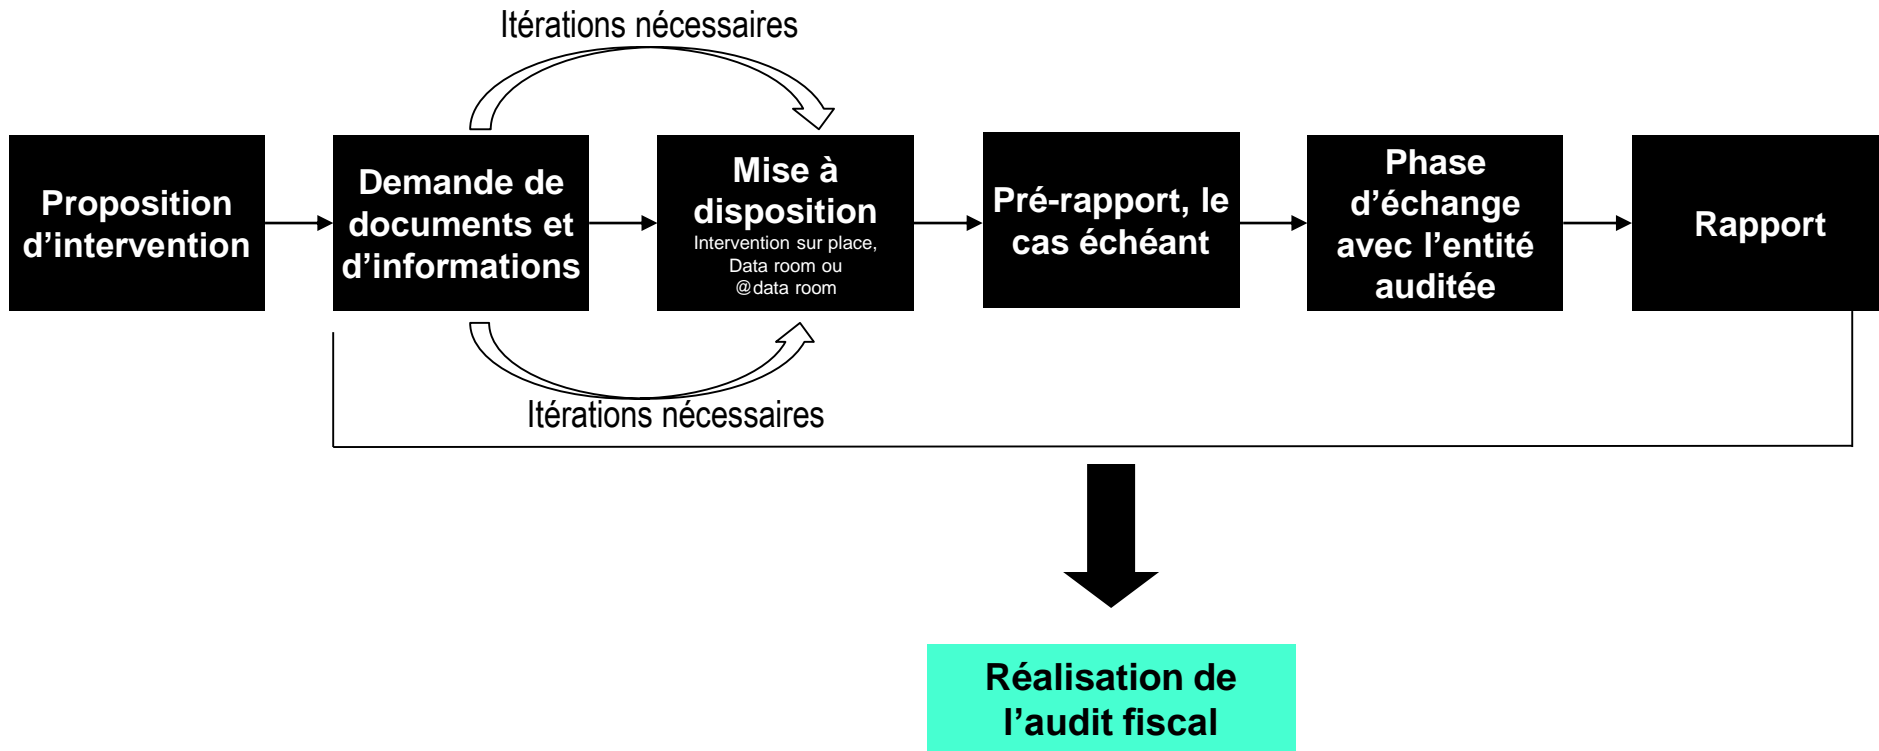 Itérations nécessaires
Proposition
d’intervention
Demande de
documents et
d’informations
Mise à
disposition
Intervention sur place,
Data room ou
@data room
Pré-rapport, le
cas échéant
Phase
d’échange
avec l’entité
auditée
Rapport
Itérations nécessaires
Réalisation de
l’audit fiscal